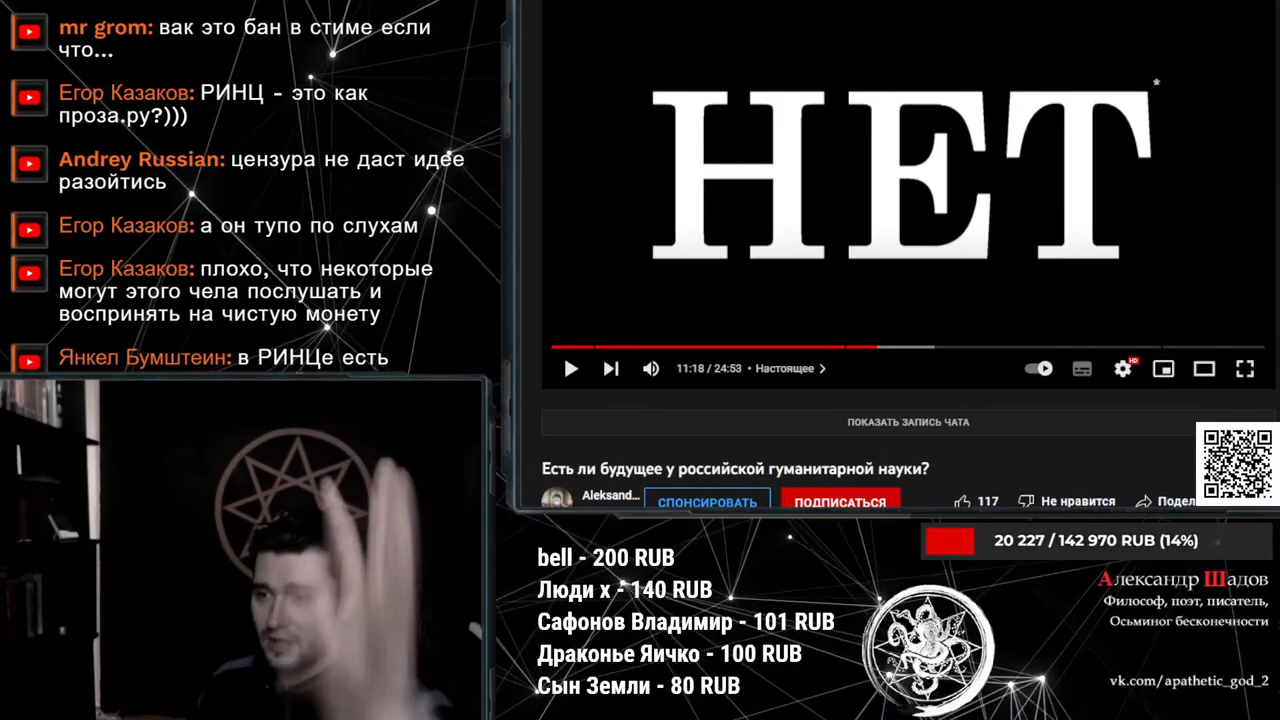 mr grom: вак это бан в стиме если
что...
Егор Казаков: РИНЦ - это как
проза.ру?)))
Andrey Russian: цензура не даст идее
разойтись
Егор Казаков: а он тупо по слухам
Егор Казаков: плохо, что некоторые
могут этого чела послушать и
воспринять на чистую монету
Янкел Бумштеин: в РИНЦе есть
НЕТ*
11:18 / 24:53 • Настоящее
HD
ПОКАЗАТЬ ЗАПИСЬ ЧАТА
Есть ли будущее у российской гуманитарной науки?
Aleksand...
СПОНСИРОВАТЬ
ПОДПИСАТЬСЯ
117
Не нравится
Подел
20 227 / 142 970 RUB (14%)
bell - 200 RUB
Люди х - 140 RUB
Сафонов Владимир - 101 RUB
Драконье Яичко - 100 RUB
Сын Земли - 80 RUB
Александр Шадов
Философ, поэт, писатель,
Осьминог бесконечности
vk.com/apathetic_god_2